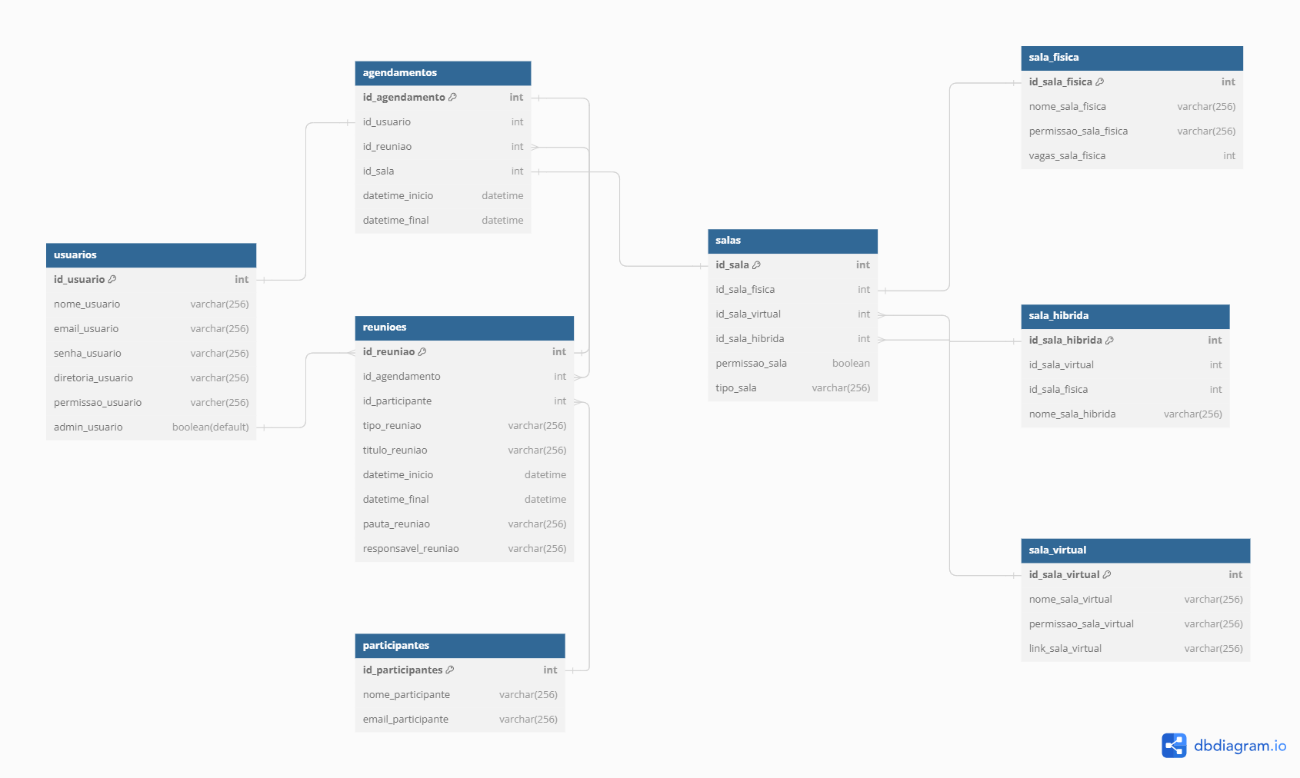 agendamentos
id_agendamento int
id_usuario int
id_reuniao int
id_sala int
datetime_inicio datetime
datetime_final datetime
usuarios
id_usuario int
nome_usuario varchar(256)
email_usuario varchar(256)
senha_usuario varchar(256)
diretoria_usuario varchar(256)
permissao_usuario varcher(256)
admin_usuario boolean(default)
reunioes
id_reuniao int
id_agendamento int
id_participante int
tipo_reuniao varchar(256)
titulo_reuniao varchar(256)
datetime_inicio datetime
datetime_final datetime
pauta_reuniao varchar(256)
responsavel_reuniao varchar(256)
participantes
id_participantes int
nome_participante varchar(256)
email_participante varchar(256)
salas
id_sala int
id_sala_fisica int
id_sala_virtual int
id_sala_hibrida int
permissao_sala boolean
tipo_sala varchar(256)
sala_fisica
id_sala_fisica int
nome_sala_fisica varchar(256)
permissao_sala_fisica varchar(256)
vagas_sala_fisica int
sala_hibrida
id_sala_hibrida int
id_sala_virtual int
id_sala_fisica int
nome_sala_hibrida varchar(256)
sala_virtual
id_sala_virtual int
nome_sala_virtual varchar(256)
permissao_sala_virtual varchar(256)
link_sala_virtual varchar(256)
dbdiagram.io